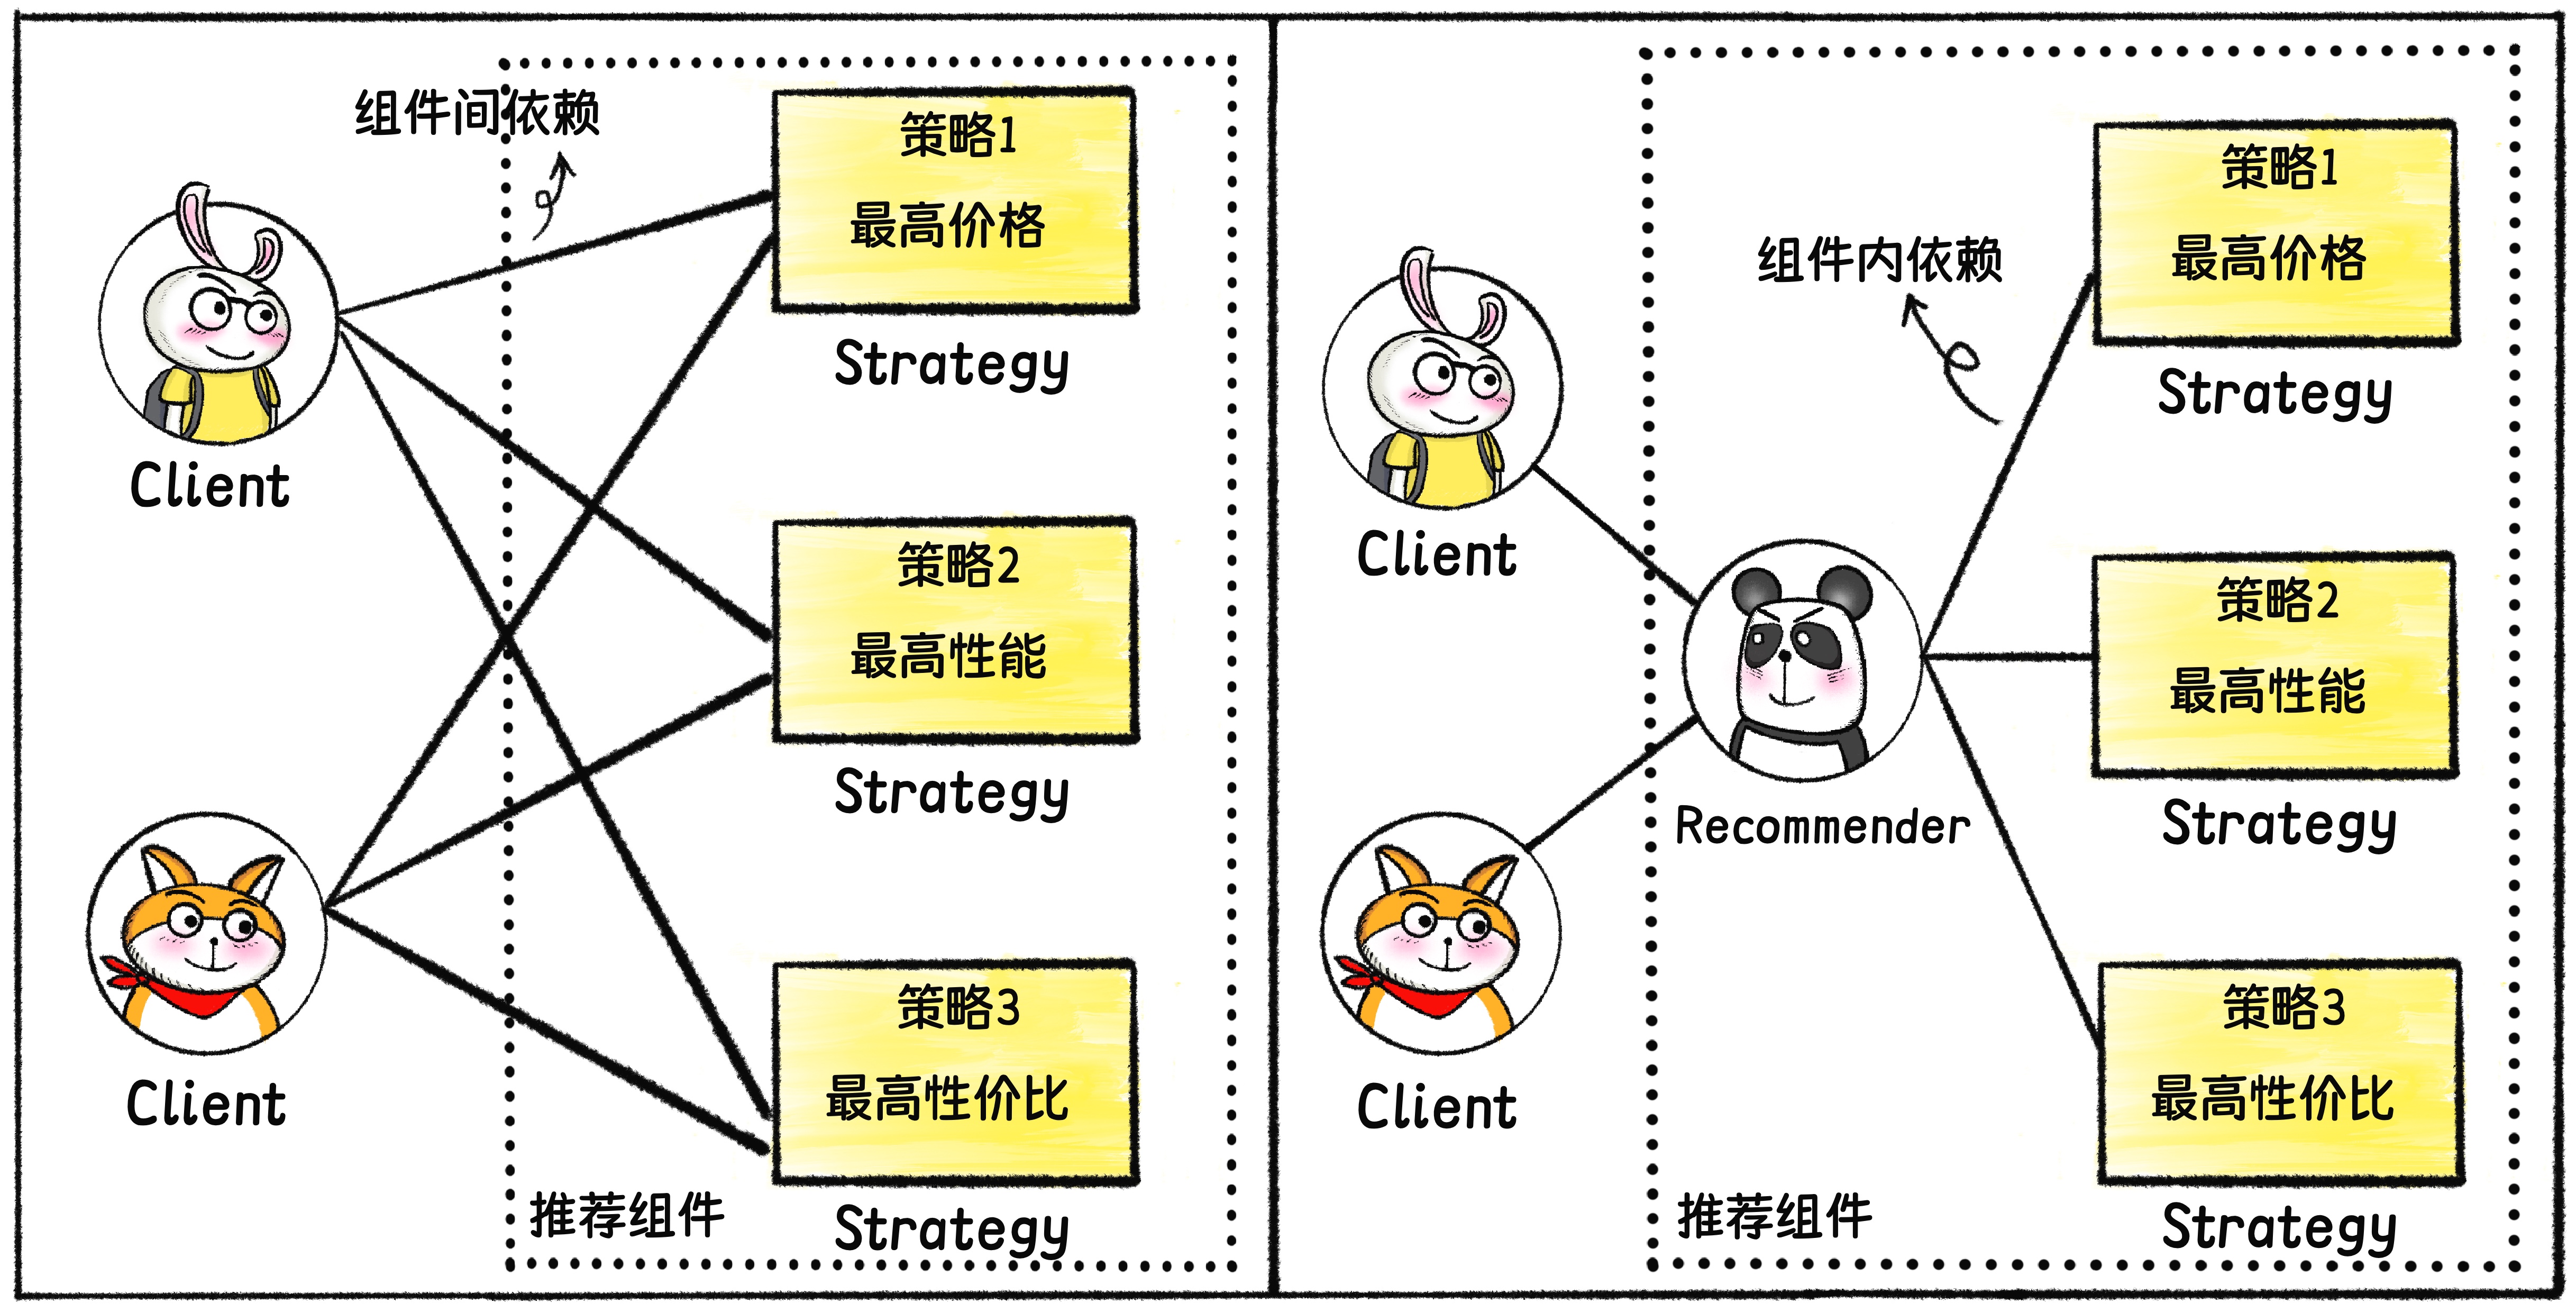 组件间依赖
策略1
最高价格
Strategy
Client
策略2
最高性能
Strategy
Client
策略3
最高性价比
Strategy
推荐组件
组件内依赖
策略1
最高价格
Strategy
Client
策略2
最高性能
Strategy
Recommender
Client
策略3
最高性价比
Strategy
推荐组件